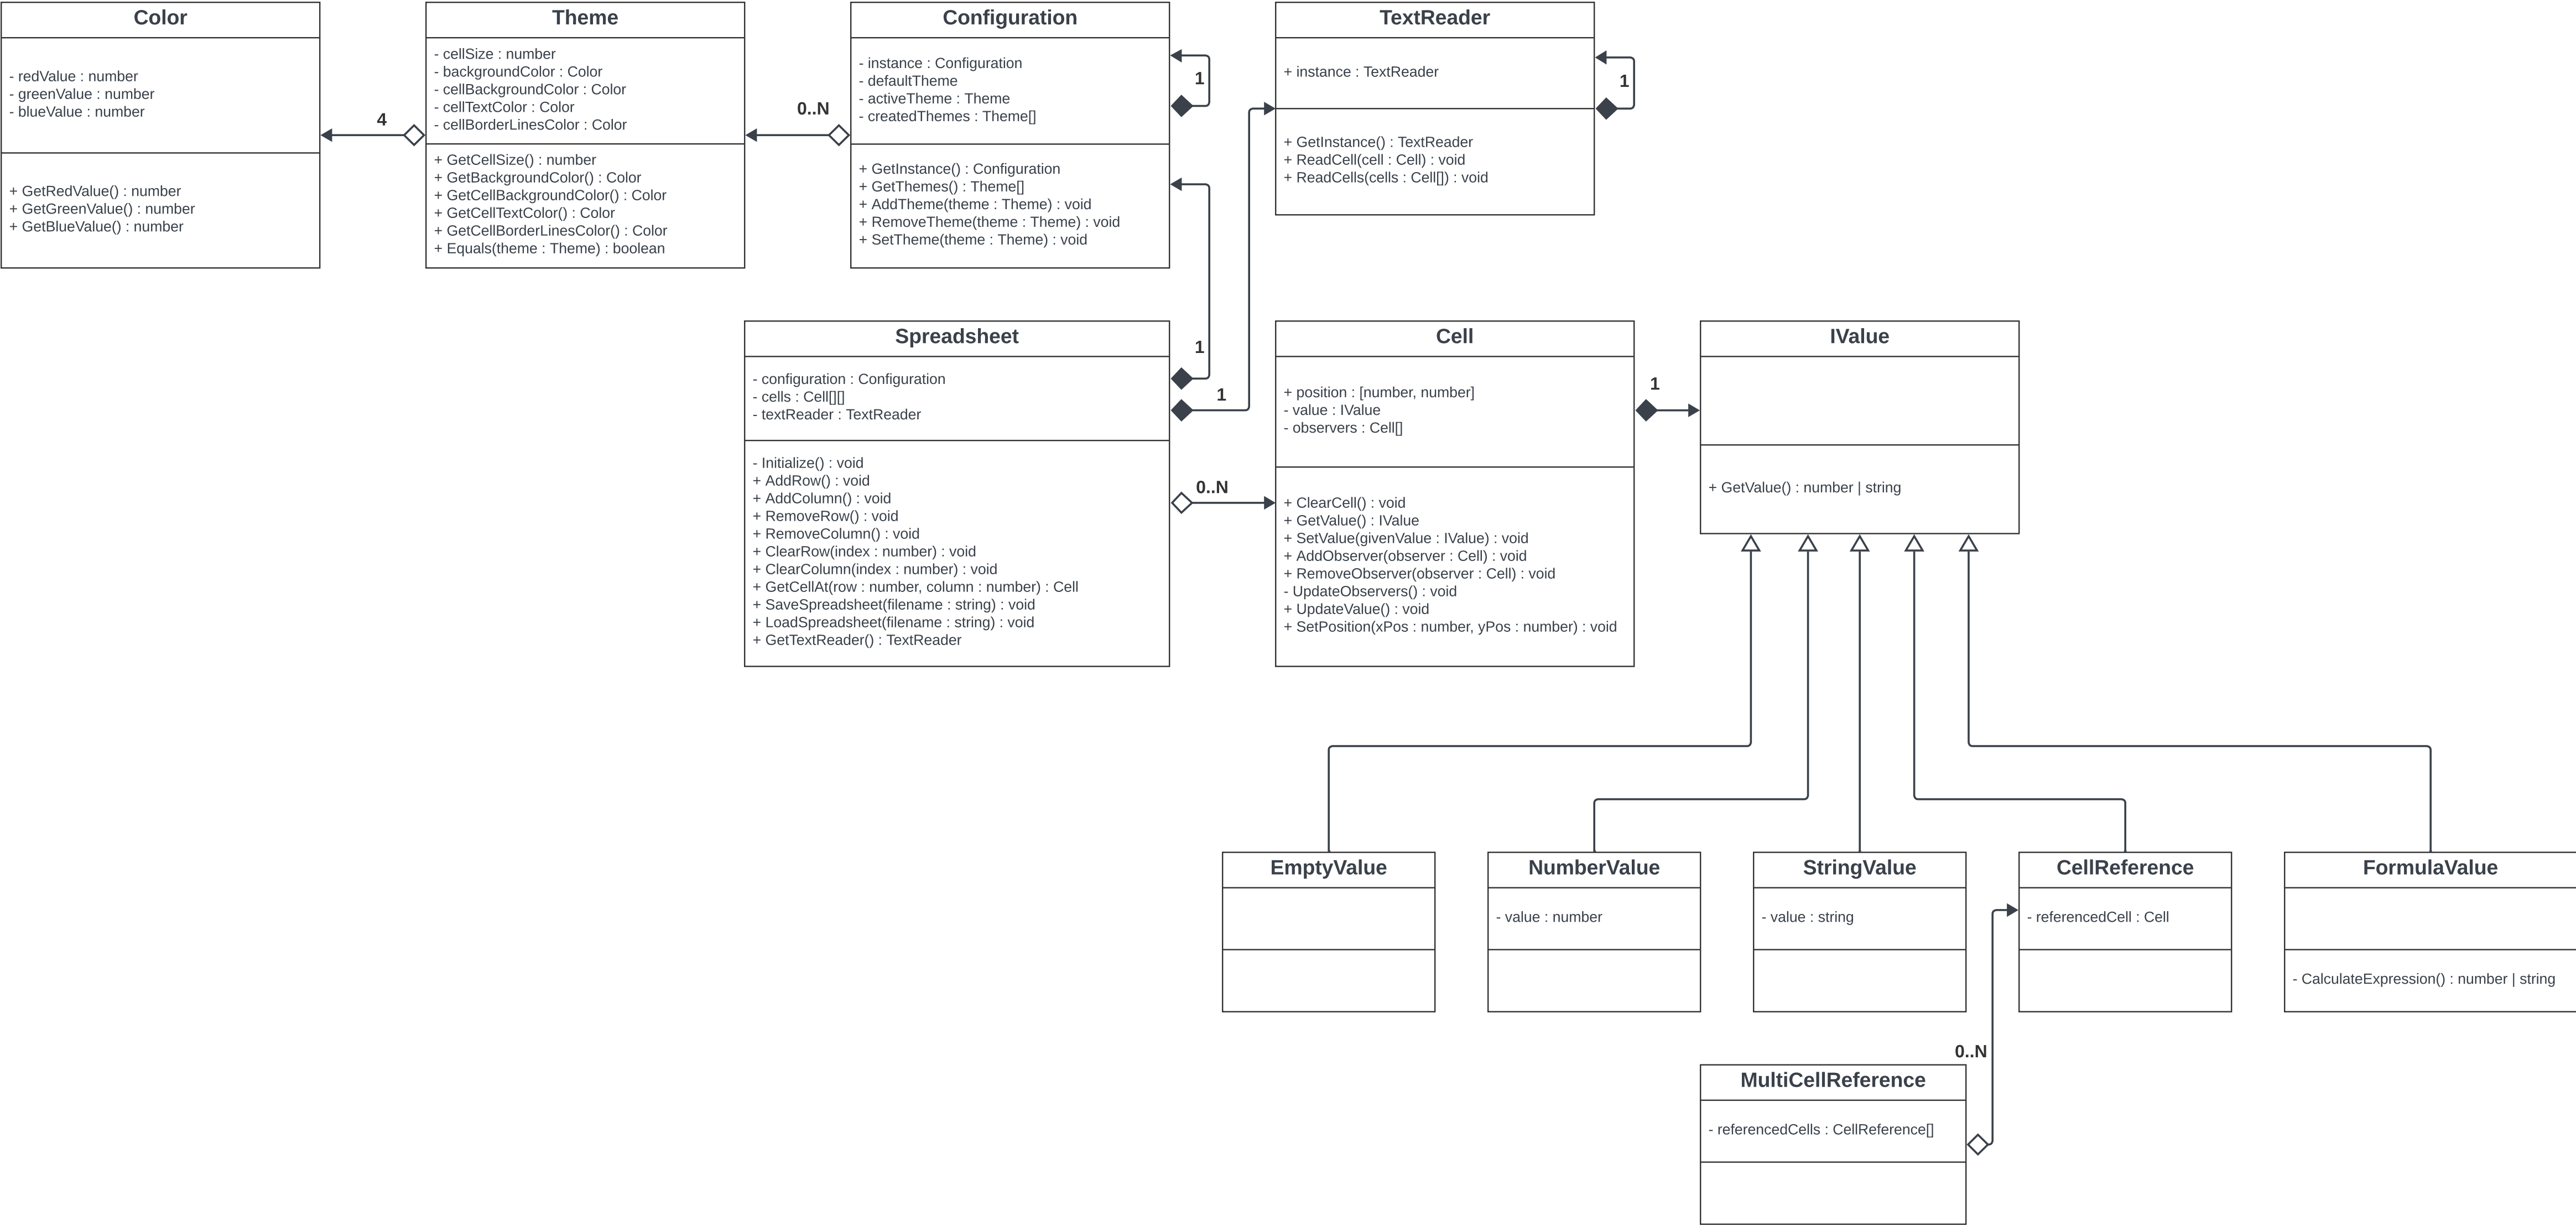 Color
- redValue : number
- greenValue : number
- blueValue : number
+ GetRedValue() : number
+ GetGreenValue() : number
+ GetBlueValue() : number
4
Theme
- cellSize : number
- backgroundColor : Color
- cellBackgroundColor : Color
- cellTextColor : Color
- cellBorderLinesColor : Color
+ GetCellSize() : number
+ GetBackgroundColor() : Color
+ GetCellBackgroundColor() : Color
+ GetCellTextColor() : Color
+ GetCellBorderLinesColor() : Color
+ Equals(theme : Theme) : boolean
0..N
Configuration
- instance : Configuration
- defaultTheme
- activeTheme : Theme
- createdThemes : Theme[]
+ GetInstance() : Configuration
+ GetThemes() : Theme[]
+ AddTheme(theme : Theme) : void
+ RemoveTheme(theme : Theme) : void
+ SetTheme(theme : Theme) : void
1
TextReader
+ instance : TextReader
+ GetInstance() : TextReader
+ ReadCell(cell : Cell) : void
+ ReadCells(cells : Cell[]) : void
1
Spreadsheet
- configuration : Configuration
- cells : Cell[][]
- textReader : TextReader
- Initialize() : void
+ AddRow() : void
+ AddColumn() : void
+ RemoveRow() : void
+ RemoveColumn() : void
+ ClearRow(index : number) : void
+ ClearColumn(index : number) : void
+ GetCellAt(row : number, column : number) : Cell
+ SaveSpreadsheet(filename : string) : void
+ LoadSpreadsheet(filename : string) : void
+ GetTextReader() : TextReader
1
1
0..N
Cell
+ position : [number, number]
- value : IValue
- observers : Cell[]
+ ClearCell() : void
+ GetValue() : IValue
+ SetValue(givenValue : IValue) : void
+ AddObserver(observer : Cell) : void
+ RemoveObserver(observer : Cell) : void
- UpdateObservers() : void
+ UpdateValue() : void
+ SetPosition(xPos : number, yPos : number) : void
1
IValue
+ GetValue() : number | string
EmptyValue
NumberValue
- value : number
StringValue
- value : string
CellReference
- referencedCell : Cell
FormulaValue
- CalculateExpression() : number | string
0..N
MultiCellReference
- referencedCells : CellReference[]